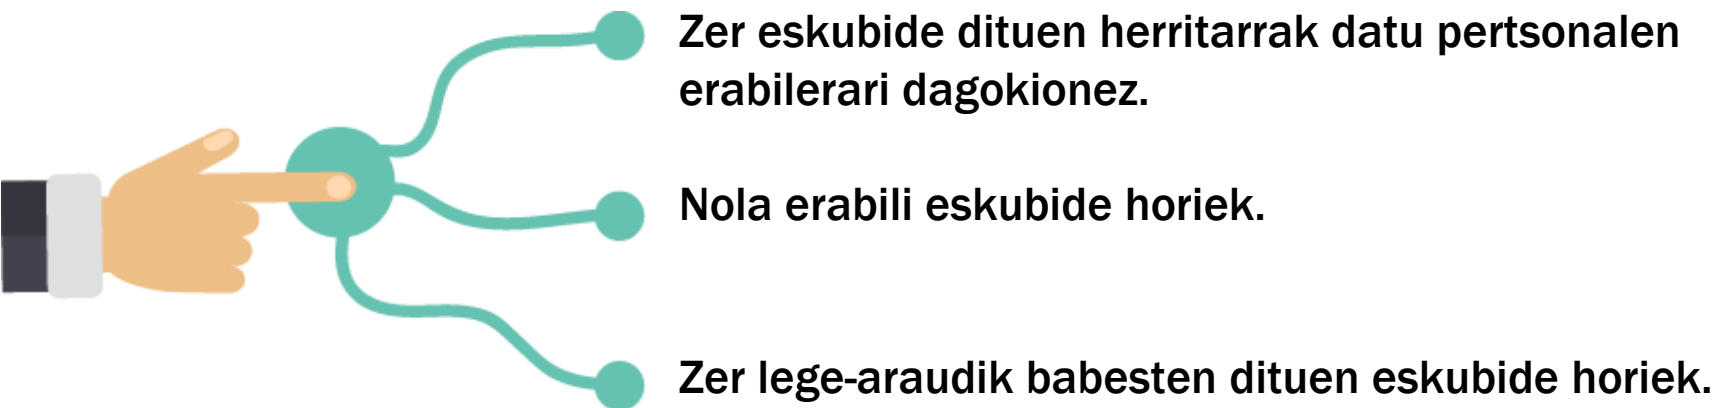 Zer eskubide dituen herritarrak datu pertsonalen
erabilerari dagokionez.
Nola erabili eskubide horiek.
Zer lege-araudik babesten dituen eskubide horiek.